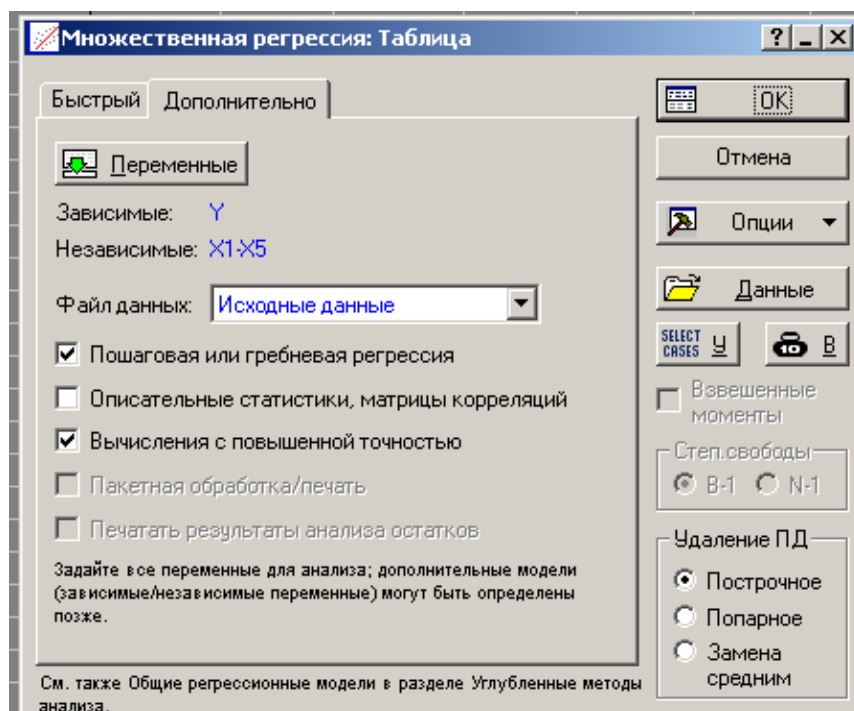 Множественная регрессия: Таблица
Быстрый
Дополнительно
Переменные
Зависимые: Y
Независимые: X1-X5
Файл данных: Исходные данные
Пошаговая или гребневая регрессия
Описательные статистики, матрицы корреляций
Вычисления с повышенной точностью
Пакетная обработка/печать
Печатать результаты анализа остатков
Задайте все переменные для анализа; дополнительные модели
(зависимые/независимые переменные) могут быть определены
позже.
См. также Общие регрессионные модели в разделе Углубленные методы
анализа.
OK
Отмена
Опции
Данные
SELECT
CASES У
10 В
Взвешенные
моменты
Степ.свободы
В-1 N-1
Удаление ПД
Построчное
Попарное
Замена
средним